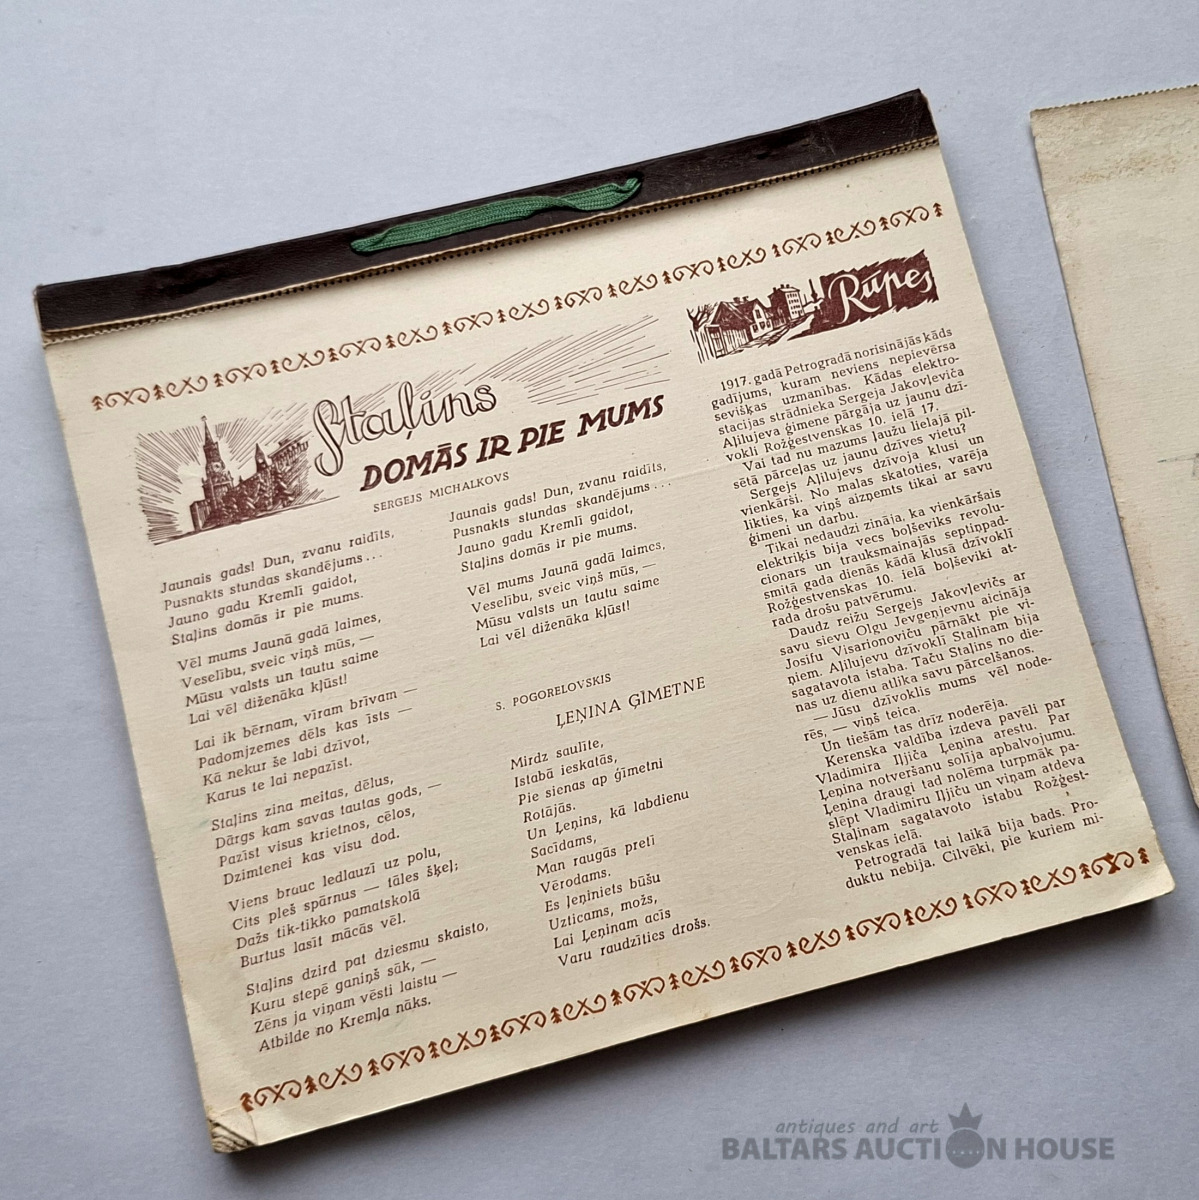 Staļins
DOMĀS IR PIE MUMS
SERGEJS MICHALKOVS
Jaunais gads! Dun, zvanu raidīts,
Pusnakts stundas skandējums...
Jauno gadu Kremlī gaidot,
Staļins domās ir pie mums.
Vēl mums Jaunā gadā laimes,
Veselību, sveic viņš mūs, —
Mūsu valsts un tautu saime
Lai vēl diženāka kļūst!
Lai ik bērnam, vīram brīvam —
Padomjzemes dēls kas īsts —
Kā nekur še labi dzīvot,
Karus te lai nepazīst.
Staļins zina meitas, dēlus,
Dārgs kam savas tautas gods, —
Pazīst visus krietnos, cēlos,
Dzimtenei kas visu dod.
Viens brauc ledlauzī uz polu,
Cits pleš spārnus — tāles šķeļ;
Dažs tik-tikko pamatskolā
Burtus lasīt mācās vēl.
Staļins dzird pat dziesmu skaisto,
Kuru stepē ganiņš sāk, —
Zēns ja viņam vēsti laistu —
Atbilde no Kremļa nāks.
Jaunais gads! Dun, zvanu raidīts,
Pusnakts stundas skandējums...
Jauno gadu Kremlī gaidot,
Staļins domās ir pie mums.
Vēl mums Jaunā gadā laimes,
Veselību, sveic viņš mūs, —
Mūsu valsts un tautu saime
Lai vēl diženāka kļūst!
S. POGORELOVSKIS
ĻEŅINA ĢĪMETNE
Mirdz saulīte,
Istabā ieskatās,
Pie sienas ap ģīmetni
Rotājās.
Un Ļeņins, kā labdienu
Sacīdams,
Man raugās pretī
Vērodams.
Es ļeņiniets būšu
Uzticams, možs,
Lai Ļeņinam acīs
Varu raudzīties drošs.
Rūpes
1917. gadā Petrogradā norisinājās kāds
gadījums, kuram neviens nepievērsa
sevišķas uzmanības. Kādas elektro-
stacijas strādnieka Sergeja Jakovļeviča
Aļilujeva ģimene pārgāja uz jaunu dzī-
vokli Rožģestvenskas 10. ielā 17.
Vai tad nu mazums ļaužu lielajā pil-
sētā pārceļas uz jaunu dzīves vietu?
Sergejs Aļilujevs dzīvoja klusi un
vienkārši. No malas skatoties, varēja
likties, ka viņš aizņemts tikai ar savu
ģimeni un darbu.
Tikai nedaudzi zināja, ka vienkāršais
elektriķis bija vecs boļševiks revolu-
cionars un trauksmainajās septiņpad-
smitā gada dienās kādā klusā dzīvoklī
Rožģestvenskas 10. ielā boļševiki at-
rada drošu patvērumu.
Daudz reižu Sergejs Jakovļevičs ar
savu sievu Olgu Jevgeņjevnu aicināja
Josifu Visarionoviču pārnākt pie vi-
ņiem. Aļilujevu dzīvoklī Staļinam bija
sagatavota istaba. Taču Staļins no die-
nas uz dienu atlika savu pārcelšanos.
— Jūsu dzīvoklis mums vēl node-
rēs, — viņš teica.
Un tiešām tas drīz noderēja.
Kerenska valdība izdeva pavēli par
Vladimira Iļjiča Ļeņina arestu. Par
Ļeņina notveršanu solīja apbalvojumu.
Ļeņina draugi tad nolēma turpmāk pa-
slēpt Vladimiru Iļjiču un viņam atdeva
Staļinam sagatavoto istabu Rožģest-
venskas ielā.
Petrogradā tai laikā bija bads. Pro-
duktu nebija. Cilvēki, pie kuriem mi-
antiques and art
BALTARS AUCTION HOUSE